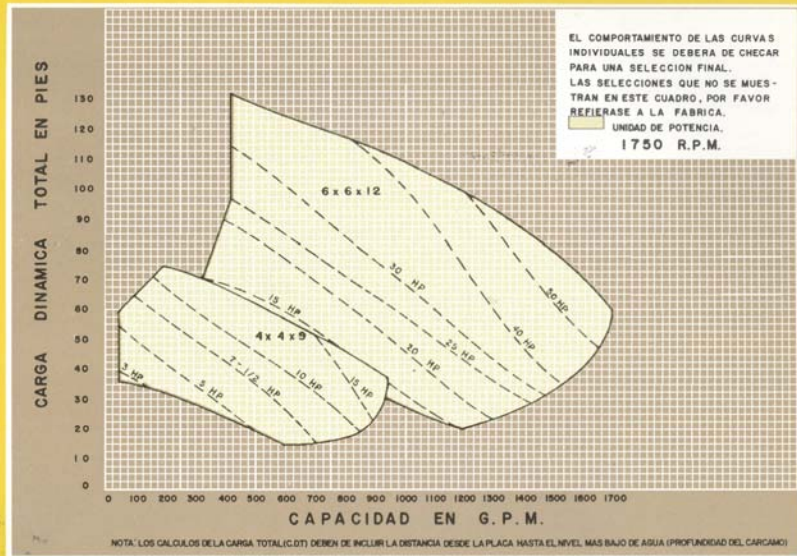 EL COMPORTAMIENTO DE LAS CURVAS
INDIVIDUALES SE DEBERA DE CHECAR
PARA UNA SELECCION FINAL.
LAS SELECCIONES QUE NO SE MUES-
TRAN EN ESTE CUADRO, POR FAVOR
REFIERASE A LA FABRICA.
UNIDAD DE POTENCIA.
1750 R.P.M.
CARGA DINAMICA TOTAL EN PIES
130
120
110
100
90
80
70
60
50
40
30
20
10
0
6 x 6 x 12
30 HP
50 HP
40 HP
25 HP
20 HP
15 HP
4 x 4 x 9
15 HP
10 HP
7-1/2 HP
5 HP
3 HP
0 100 200 300 400 500 600 700 800 900 1000 1100 1200 1300 1400 1500 1600 1700
CAPACIDAD EN G.P.M.
NOTA: LOS CALCULOS DE LA CARGA TOTAL (C.D.T) DEBEN DE INCLUIR LA DISTANCIA DESDE LA PLACA HASTA EL NIVEL MAS BAJO DE AGUA (PROFUNDIDAD DEL CARCAMO)